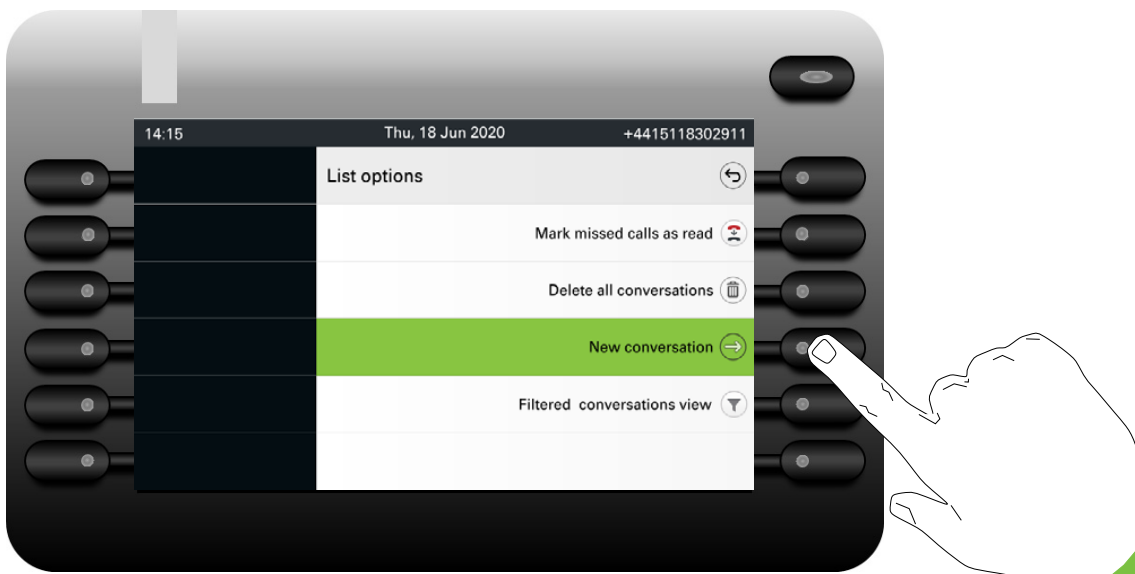 14:15 Thu, 18 Jun 2020 +4415118302911
List options
Mark missed calls as read
Delete all conversations
New conversation
Filtered conversations view